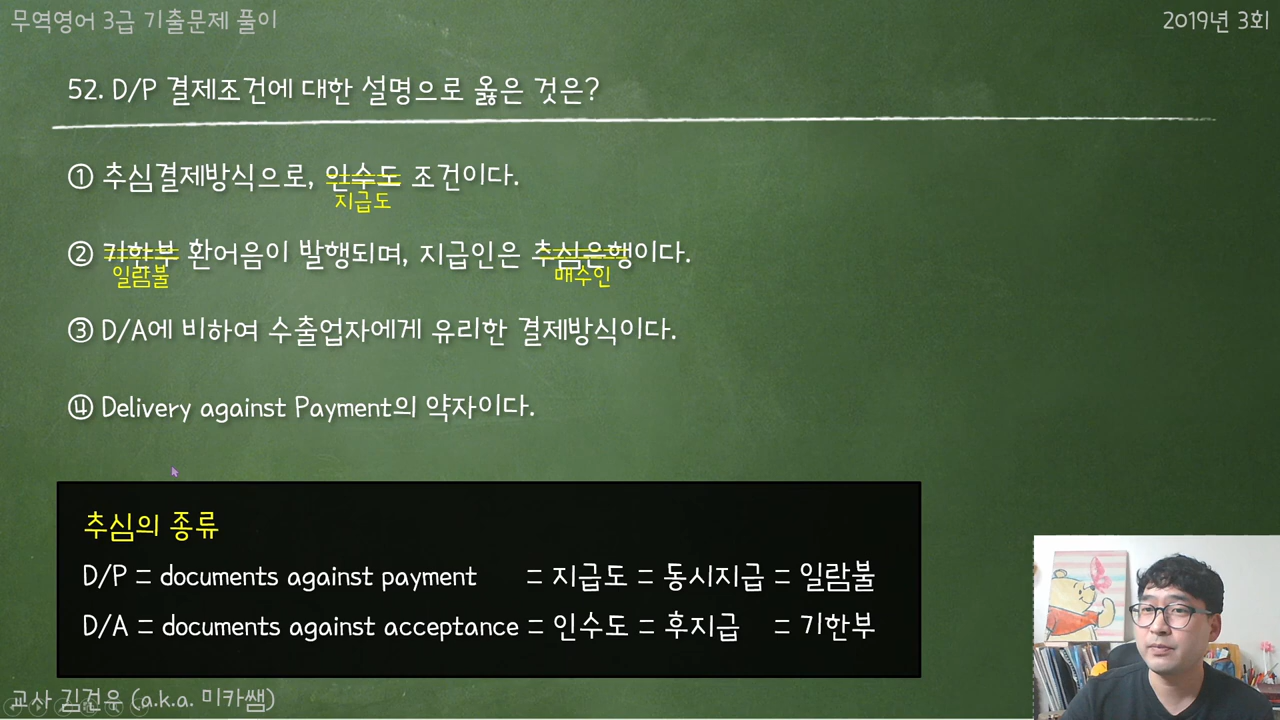 무역영어 3급 기출문제 풀이
2019년 3회
52. D/P 결제조건에 대한 설명으로 옳은 것은?
① 추심결제방식으로, 인수도 조건이다.
지급도
② 기한부 환어음이 발행되며, 지급인은 추심은행이다.
일람불 매수인
③ D/A에 비하여 수출업자에게 유리한 결제방식이다.
④ Delivery against Payment의 약자이다.
추심의 종류
D/P = documents against payment = 지급도 = 동시지급 = 일람불
D/A = documents against acceptance = 인수도 = 후지급 = 기한부
교사 김건우 (a.k.a. 미카쌤)